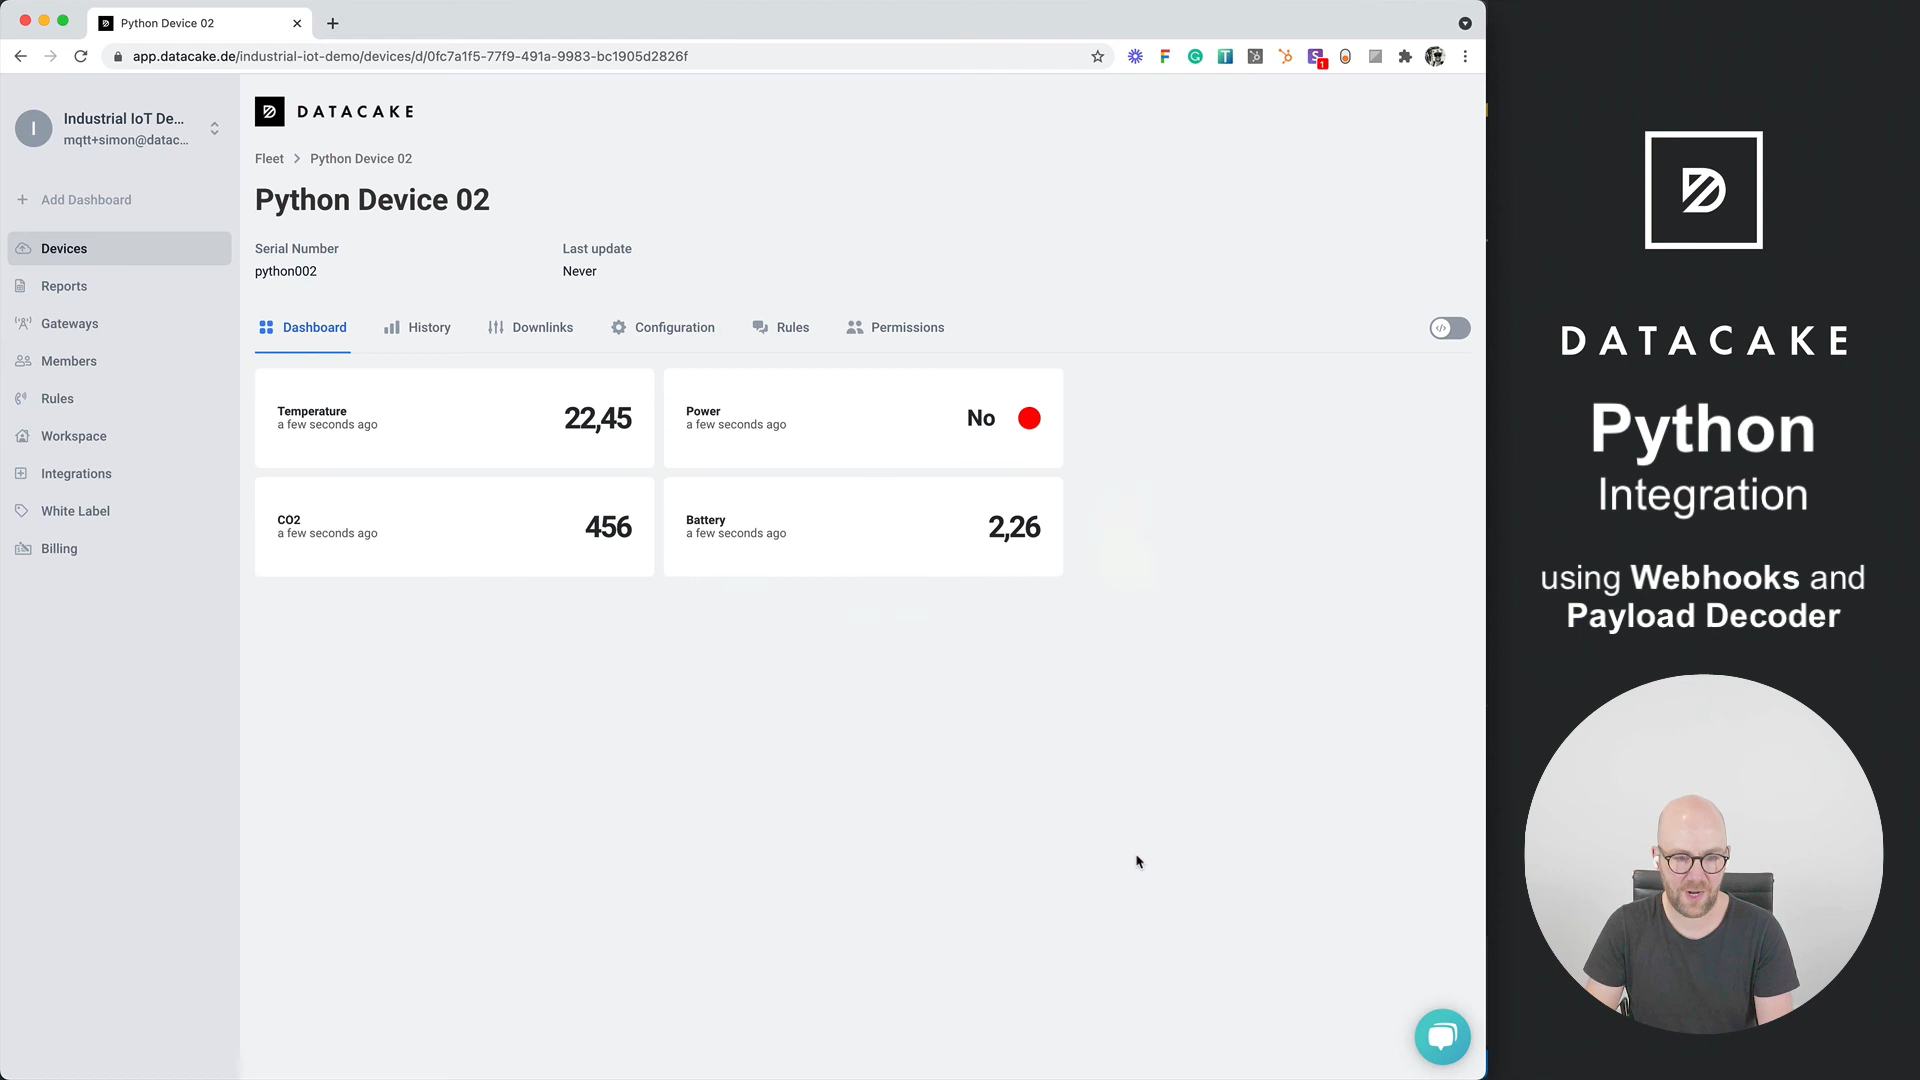 Python Device 02
app.datacake.de/industrial-iot-demo/devices/d/0fc7a1f5-77f9-491a-9983-bc1905d2826f
1
I
Industrial IoT De...
mqtt+simon@datac...
Add Dashboard
Devices
Reports
Gateways
Members
Rules
Workspace
Integrations
White Label
Billing
DATACAKE
Fleet > Python Device 02
Python Device 02
Serial Number
python002
Last update
Never
Dashboard
History
Downlinks
Configuration
Rules
Permissions
Temperature
a few seconds ago
22,45
Power
a few seconds ago
No
CO2
a few seconds ago
456
Battery
a few seconds ago
2,26
DATACAKE
Python
Integration
using Webhooks and
Payload Decoder